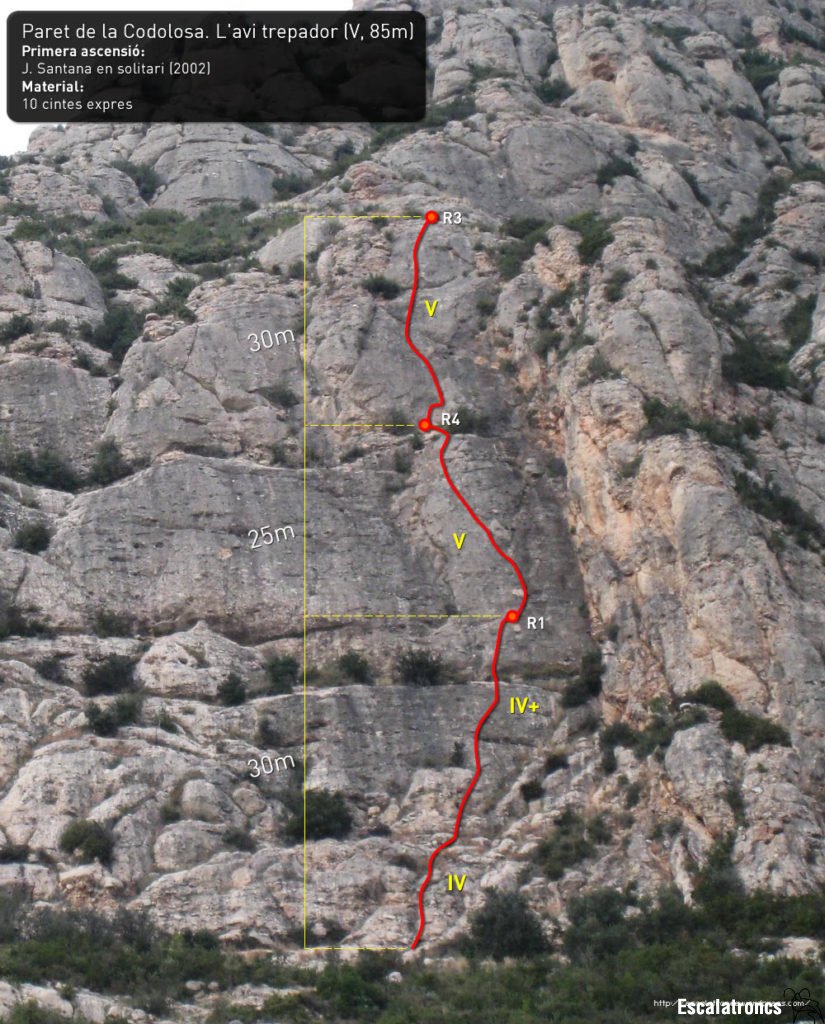 Paret de la Codolosa. L'avi trepador (V, 85m)
Primera ascensió:
J. Santana en solitari (2002)
Material:
10 cintes expres
R3
V
30m
R4
25m
V
R1
IV+
30m
IV
Escalatroncs